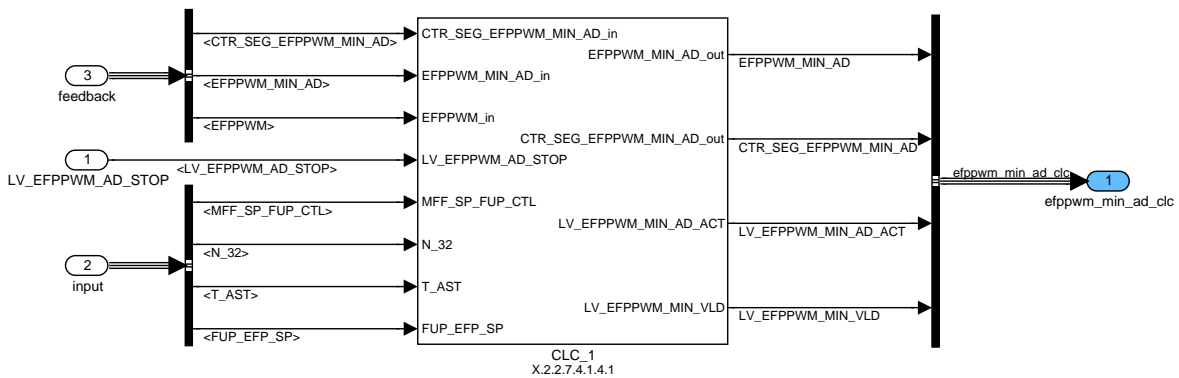 3
feedback
<CTR_SEG_EFPPWM_MIN_AD>
<EFPPWM_MIN_AD>
<EFPPWM>
1
LV_EFPPWM_AD_STOP
<LV_EFPPWM_AD_STOP>
2
input
<MFF_SP_FUP_CTL>
<N_32>
<T_AST>
<FUP_EFP_SP>
CTR_SEG_EFPPWM_MIN_AD_in
EFPPWM_MIN_AD_in
EFPPWM_in
LV_EFPPWM_AD_STOP
MFF_SP_FUP_CTL
N_32
T_AST
FUP_EFP_SP
EFPPWM_MIN_AD_out
CTR_SEG_EFPPWM_MIN_AD_out
LV_EFPPWM_MIN_AD_ACT
LV_EFPPWM_MIN_VLD
CLC_1
X.2.2.7.4.1.4.1
EFPPWM_MIN_AD
CTR_SEG_EFPPWM_MIN_AD
LV_EFPPWM_MIN_AD_ACT
LV_EFPPWM_MIN_VLD
efppwm_min_ad_clc
1
efppwm_min_ad_clc